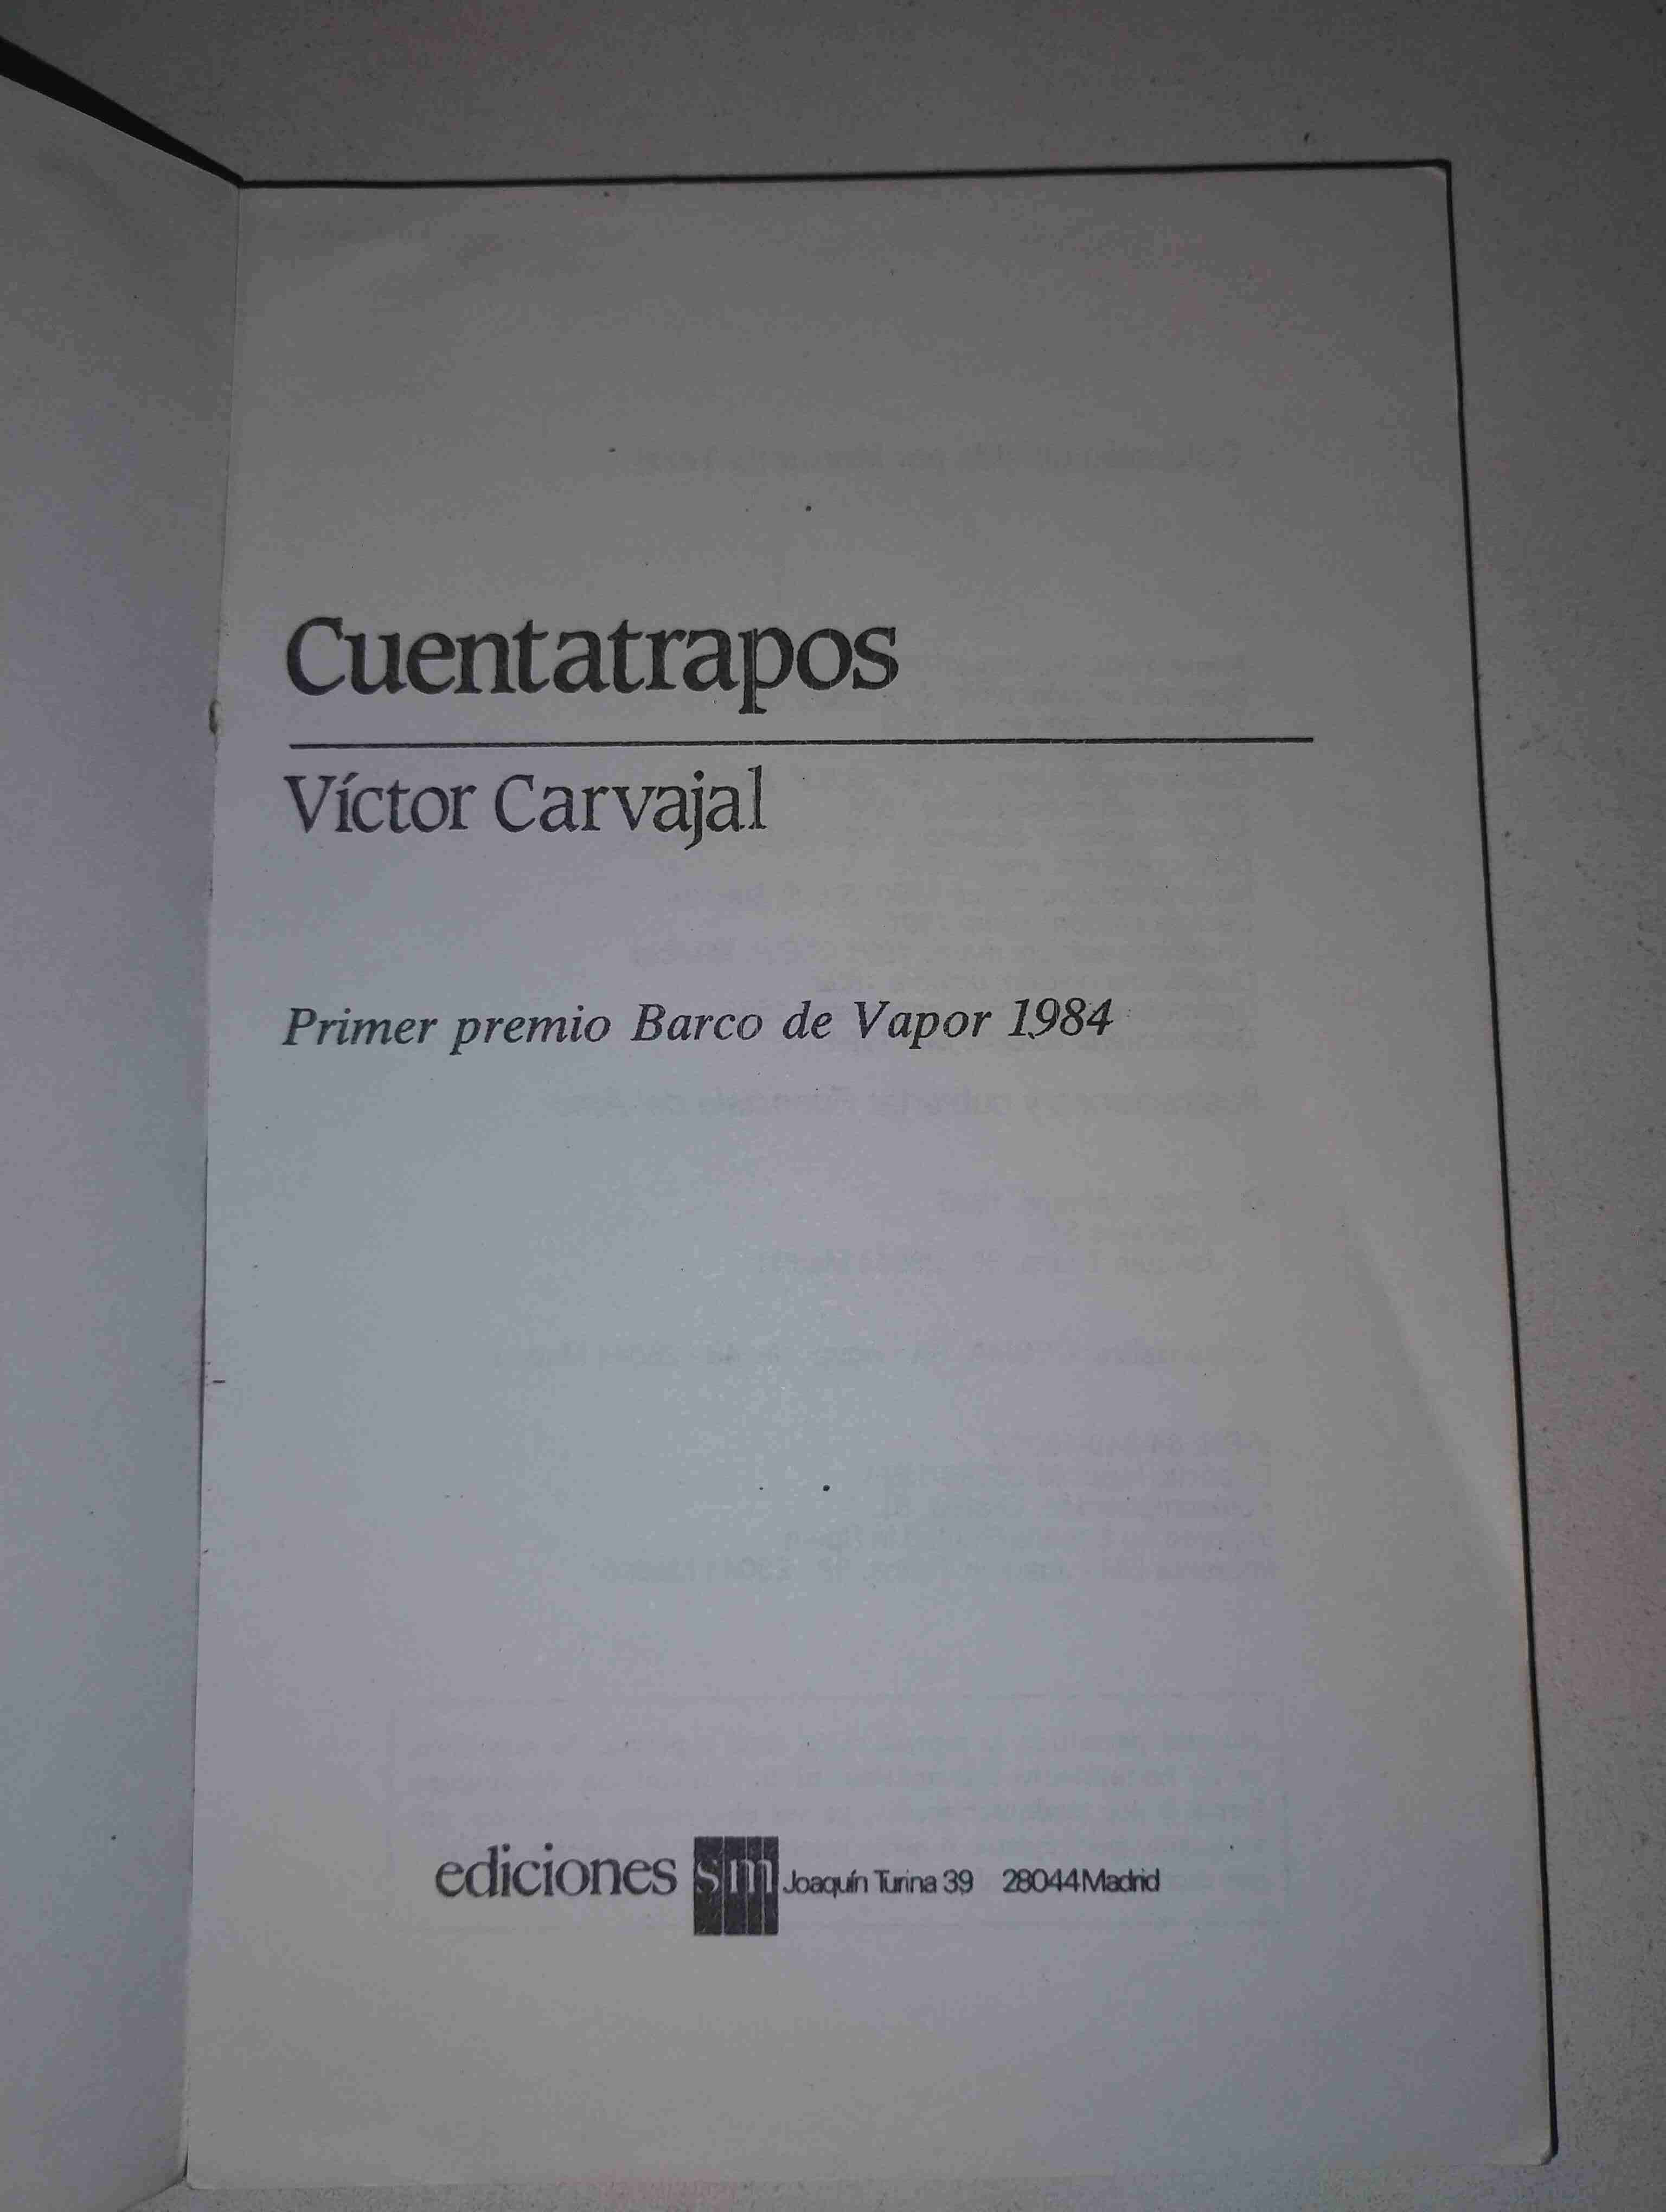 Cuentatrapos
Víctor Carvajal
Primer premio Barco de Vapor 1984
ediciones sm Joaquín Turina 39 28044 Madrid